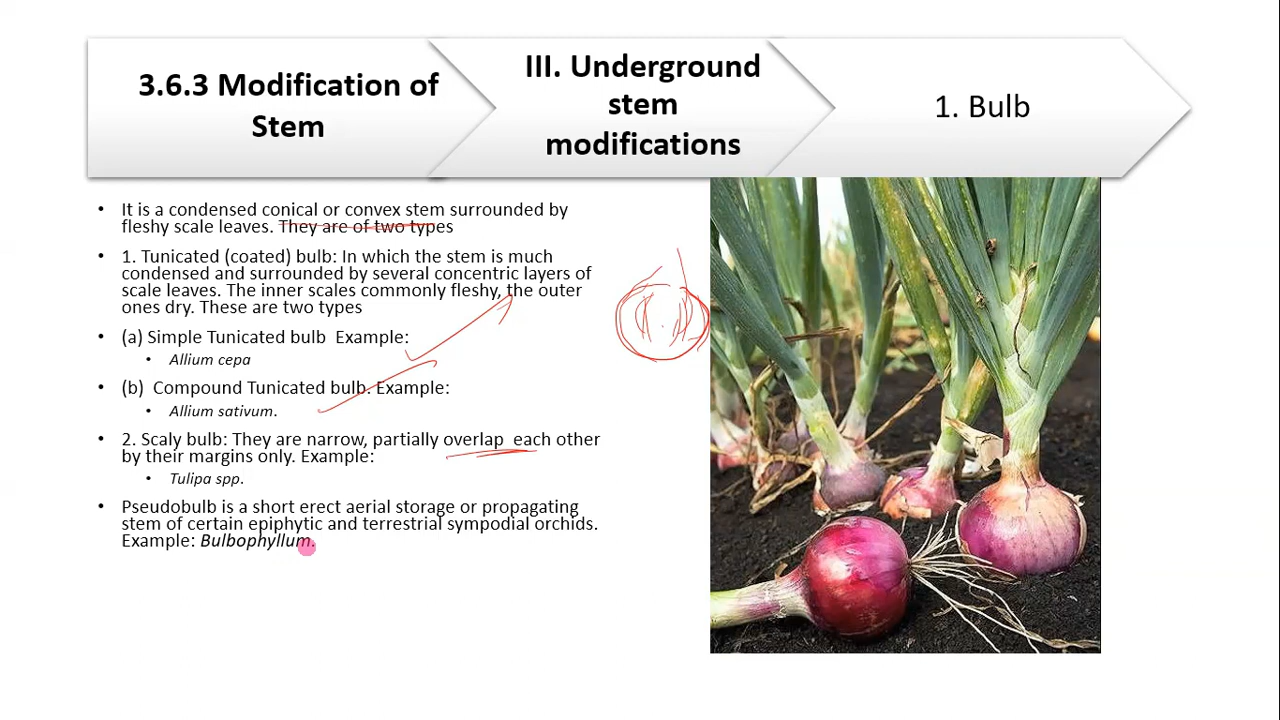 3.6.3 Modification of
Stem
III. Underground
stem
modifications
1. Bulb
• It is a condensed conical or convex stem surrounded by
fleshy scale leaves. They are of two types
• 1. Tunicated (coated) bulb: In which the stem is much
condensed and surrounded by several concentric layers of
scale leaves. The inner scales commonly fleshy, the outer
ones dry. These are two types
• (a) Simple Tunicated bulb  Example:
• Allium cepa
• (b)  Compound Tunicated bulb. Example:
• Allium sativum.
• 2. Scaly bulb: They are narrow, partially overlap  each other
by their margins only. Example:
• Tulipa spp.
• Pseudobulb is a short erect aerial storage or propagating
stem of certain epiphytic and terrestrial sympodial orchids.
Example: Bulbophyllum.